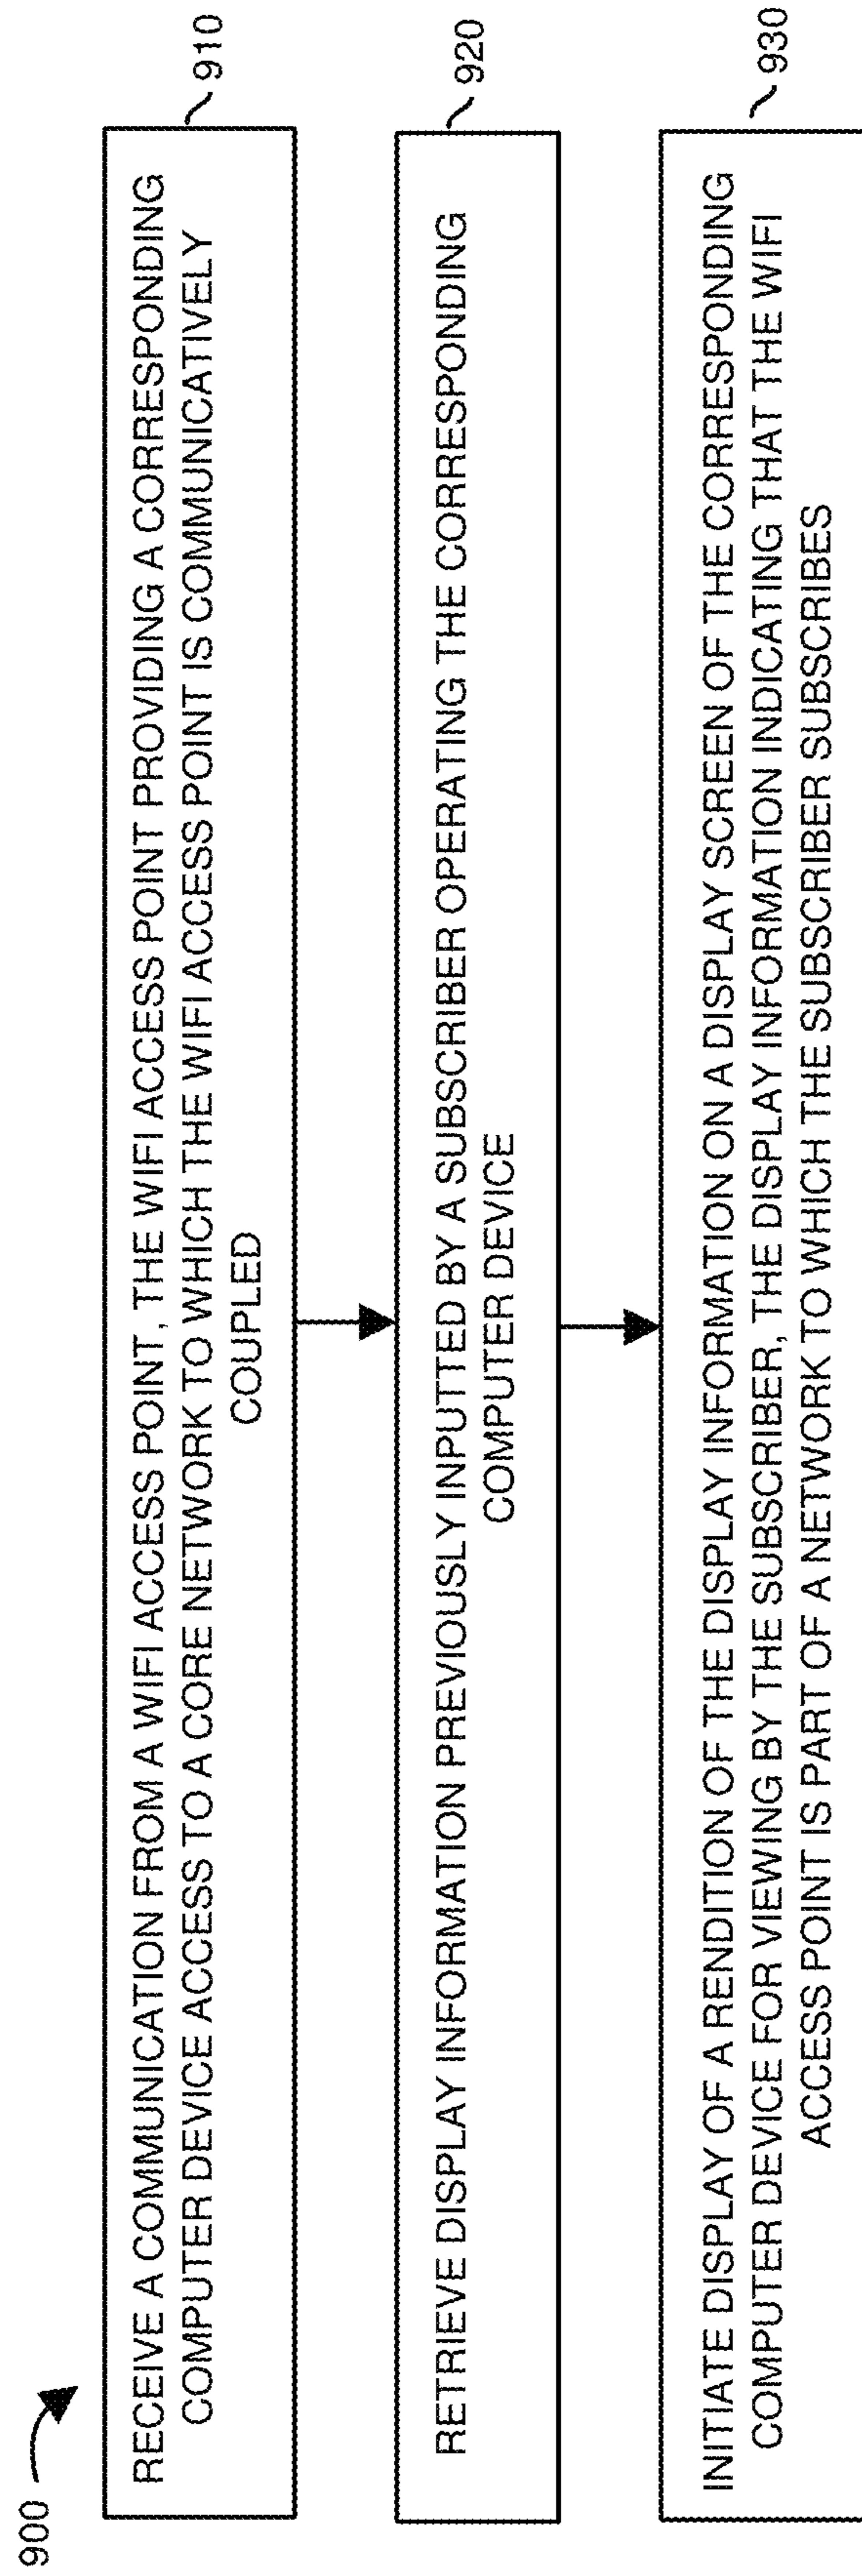 900
RECEIVE A COMMUNICATION FROM A WIFI ACCESS POINT, THE WIFI ACCESS POINT PROVIDING A CORRESPONDING
COMPUTER DEVICE ACCESS TO A CORE NETWORK TO WHICH THE WIFI ACCESS POINT IS COMMUNICATIVELY
COUPLED
910
RETRIEVE DISPLAY INFORMATION PREVIOUSLY INPUTTED BY A SUBSCRIBER OPERATING THE CORRESPONDING
COMPUTER DEVICE
920
INITIATE DISPLAY OF A RENDITION OF THE DISPLAY INFORMATION ON A DISPLAY SCREEN OF THE CORRESPONDING
COMPUTER DEVICE FOR VIEWING BY THE SUBSCRIBER, THE DISPLAY INFORMATION INDICATING THAT THE WIFI
ACCESS POINT IS PART OF A NETWORK TO WHICH THE SUBSCRIBER SUBSCRIBES
930